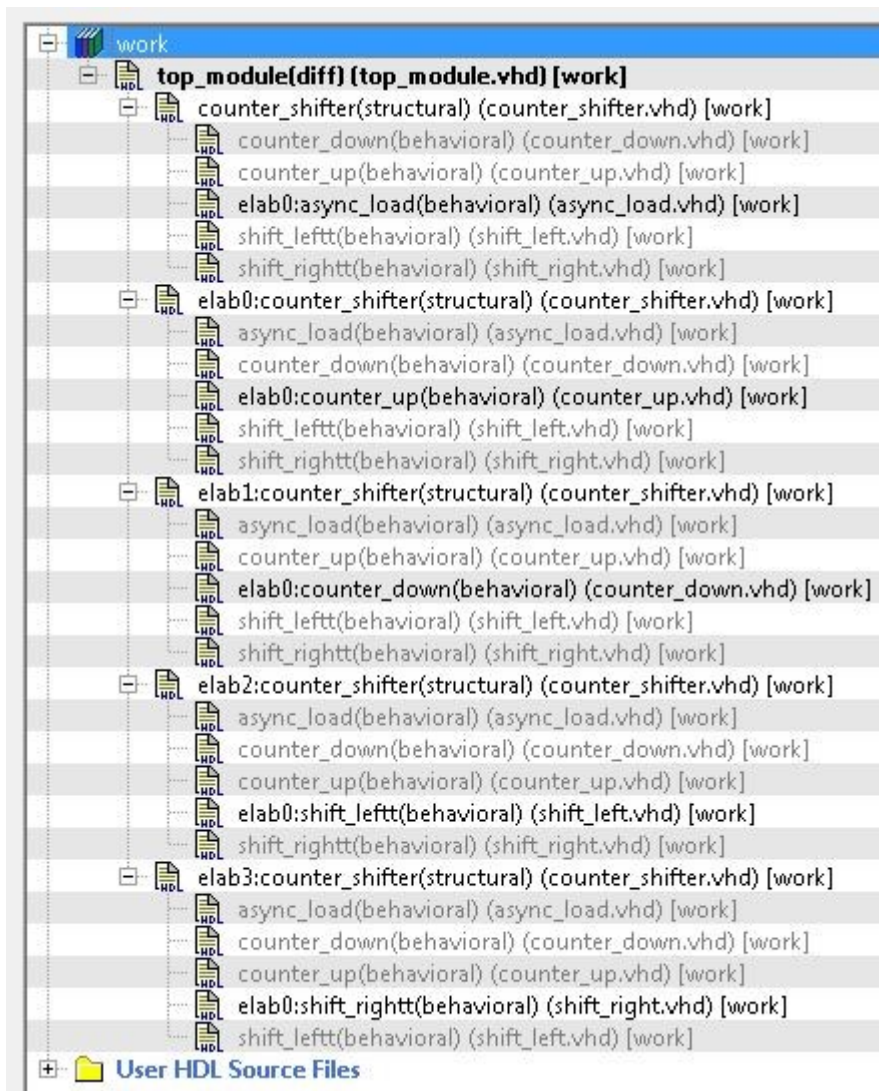 work
top_module(diff) (top_module.vhd) [work]
counter_shifter(structural) (counter_shifter.vhd) [work]
counter_down(behavioral) (counter_down.vhd) [work]
counter_up(behavioral) (counter_up.vhd) [work]
elab0:async_load(behavioral) (async_load.vhd) [work]
shift_leftt(behavioral) (shift_left.vhd) [work]
shift_rightt(behavioral) (shift_right.vhd) [work]
elab0:counter_shifter(structural) (counter_shifter.vhd) [work]
async_load(behavioral) (async_load.vhd) [work]
counter_down(behavioral) (counter_down.vhd) [work]
elab0:counter_up(behavioral) (counter_up.vhd) [work]
shift_leftt(behavioral) (shift_left.vhd) [work]
shift_rightt(behavioral) (shift_right.vhd) [work]
elab1:counter_shifter(structural) (counter_shifter.vhd) [work]
async_load(behavioral) (async_load.vhd) [work]
counter_up(behavioral) (counter_up.vhd) [work]
elab0:counter_down(behavioral) (counter_down.vhd) [work]
shift_leftt(behavioral) (shift_left.vhd) [work]
shift_rightt(behavioral) (shift_right.vhd) [work]
elab2:counter_shifter(structural) (counter_shifter.vhd) [work]
async_load(behavioral) (async_load.vhd) [work]
counter_down(behavioral) (counter_down.vhd) [work]
counter_up(behavioral) (counter_up.vhd) [work]
elab0:shift_leftt(behavioral) (shift_left.vhd) [work]
shift_rightt(behavioral) (shift_right.vhd) [work]
elab3:counter_shifter(structural) (counter_shifter.vhd) [work]
async_load(behavioral) (async_load.vhd) [work]
counter_down(behavioral) (counter_down.vhd) [work]
counter_up(behavioral) (counter_up.vhd) [work]
elab0:shift_rightt(behavioral) (shift_right.vhd) [work]
shift_leftt(behavioral) (shift_left.vhd) [work]
User HDL Source Files